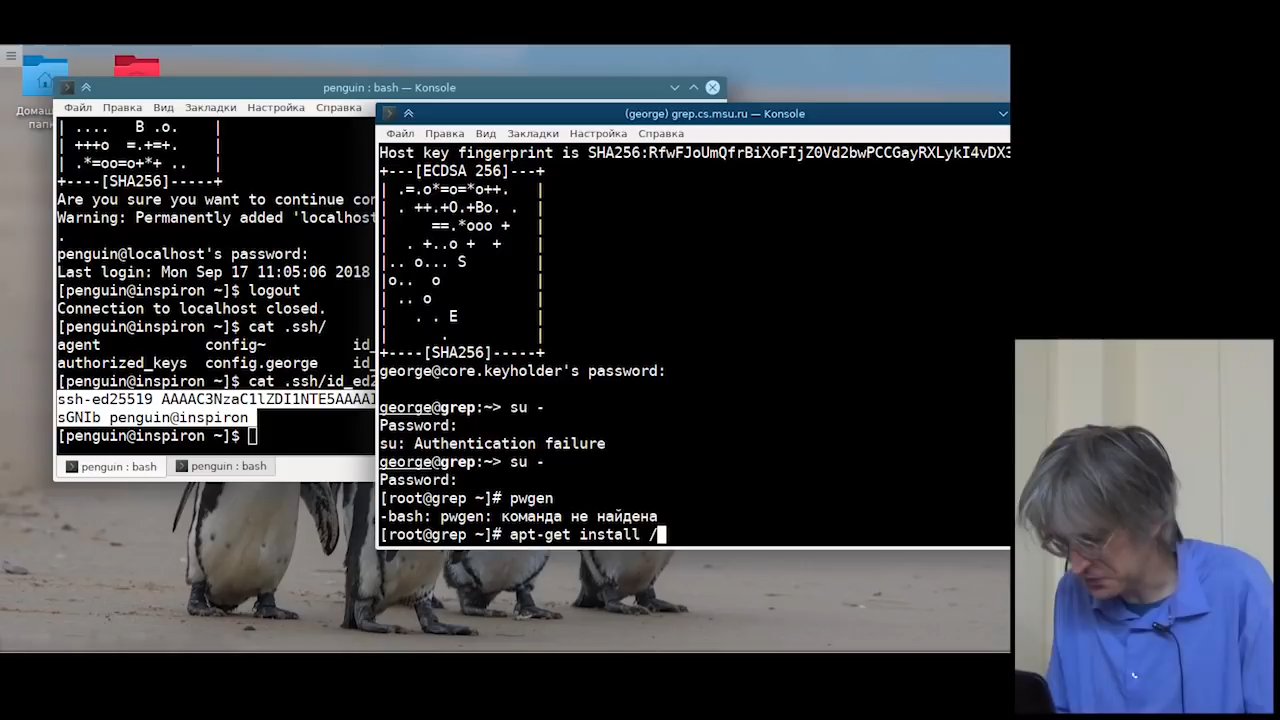 Домаш
папк
penguin : bash — Konsole
Файл Правка Вид Закладки Настройка Справка
| .... B .o. |
| +++o =.+=+. |
| .*=oo=o+*+ .. |
+----[SHA256]-----+
Are you sure you want to continue con
Warning: Permanently added 'localhost
.
penguin@localhost's password:
Last login: Mon Sep 17 11:05:06 2018
[penguin@inspiron ~]$ logout
Connection to localhost closed.
[penguin@inspiron ~]$ cat .ssh/
agent config~ id_
authorized_keys config.george id_
[penguin@inspiron ~]$ cat .ssh/id_ed2
ssh-ed25519 AAAAC3NzaC1lZDI1NTE5AAAAI
sGNIb penguin@inspiron
[penguin@inspiron ~]$
penguin : bash penguin : bash
(george) grep.cs.msu.ru — Konsole
Файл Правка Вид Закладки Настройка Справка
Host key fingerprint is SHA256:RfwFJoUmQfrBiXoFIjZ0Vd2bwPCCGayRXLykI4vDX3
+---[ECDSA 256]---+
| .=.o*=o=*o++. |
| . ++.+O.+Bo. . |
| ==.*ooo + |
| . +..o + + |
|.. o... S |
|o.. o |
| .. o |
| . . E |
| . |
+----[SHA256]-----+
george@core.keyholder's password:
george@grep:~> su -
Password:
su: Authentication failure
george@grep:~> su -
Password:
[root@grep ~]# pwgen
-bash: pwgen: команда не найдена
[root@grep ~]# apt-get install /